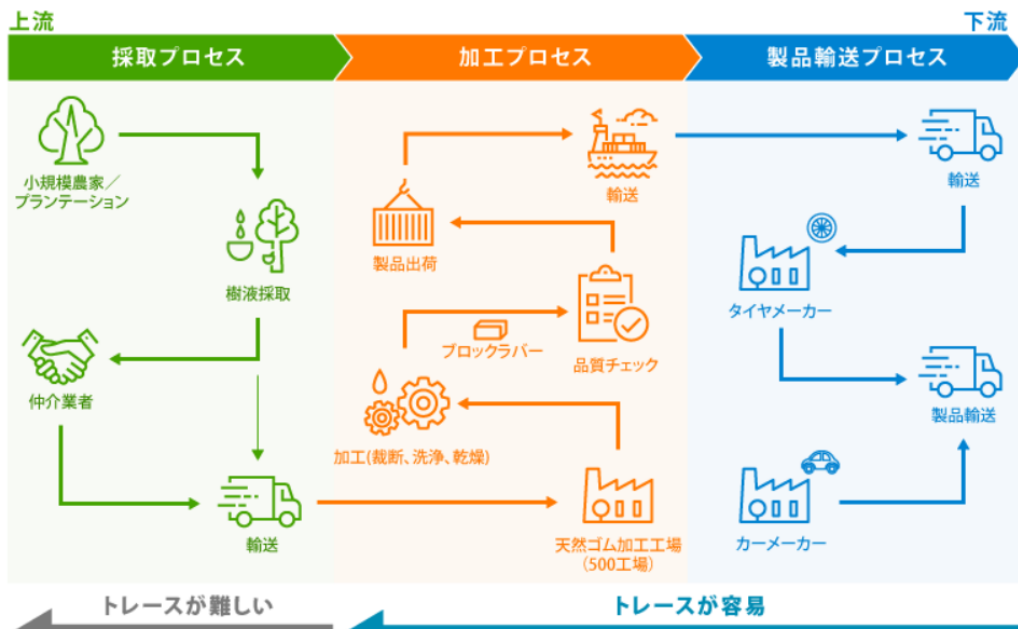 上流
下流
採取プロセス
加工プロセス
製品輸送プロセス
小規模農家／
プランテーション
樹液採取
仲介業者
輸送
輸送
製品出荷
ブロックラバー
品質チェック
加工(裁断、洗浄、乾燥)
天然ゴム加工工場
(500工場)
輸送
タイヤメーカー
製品輸送
カーメーカー
トレースが難しい
トレースが容易